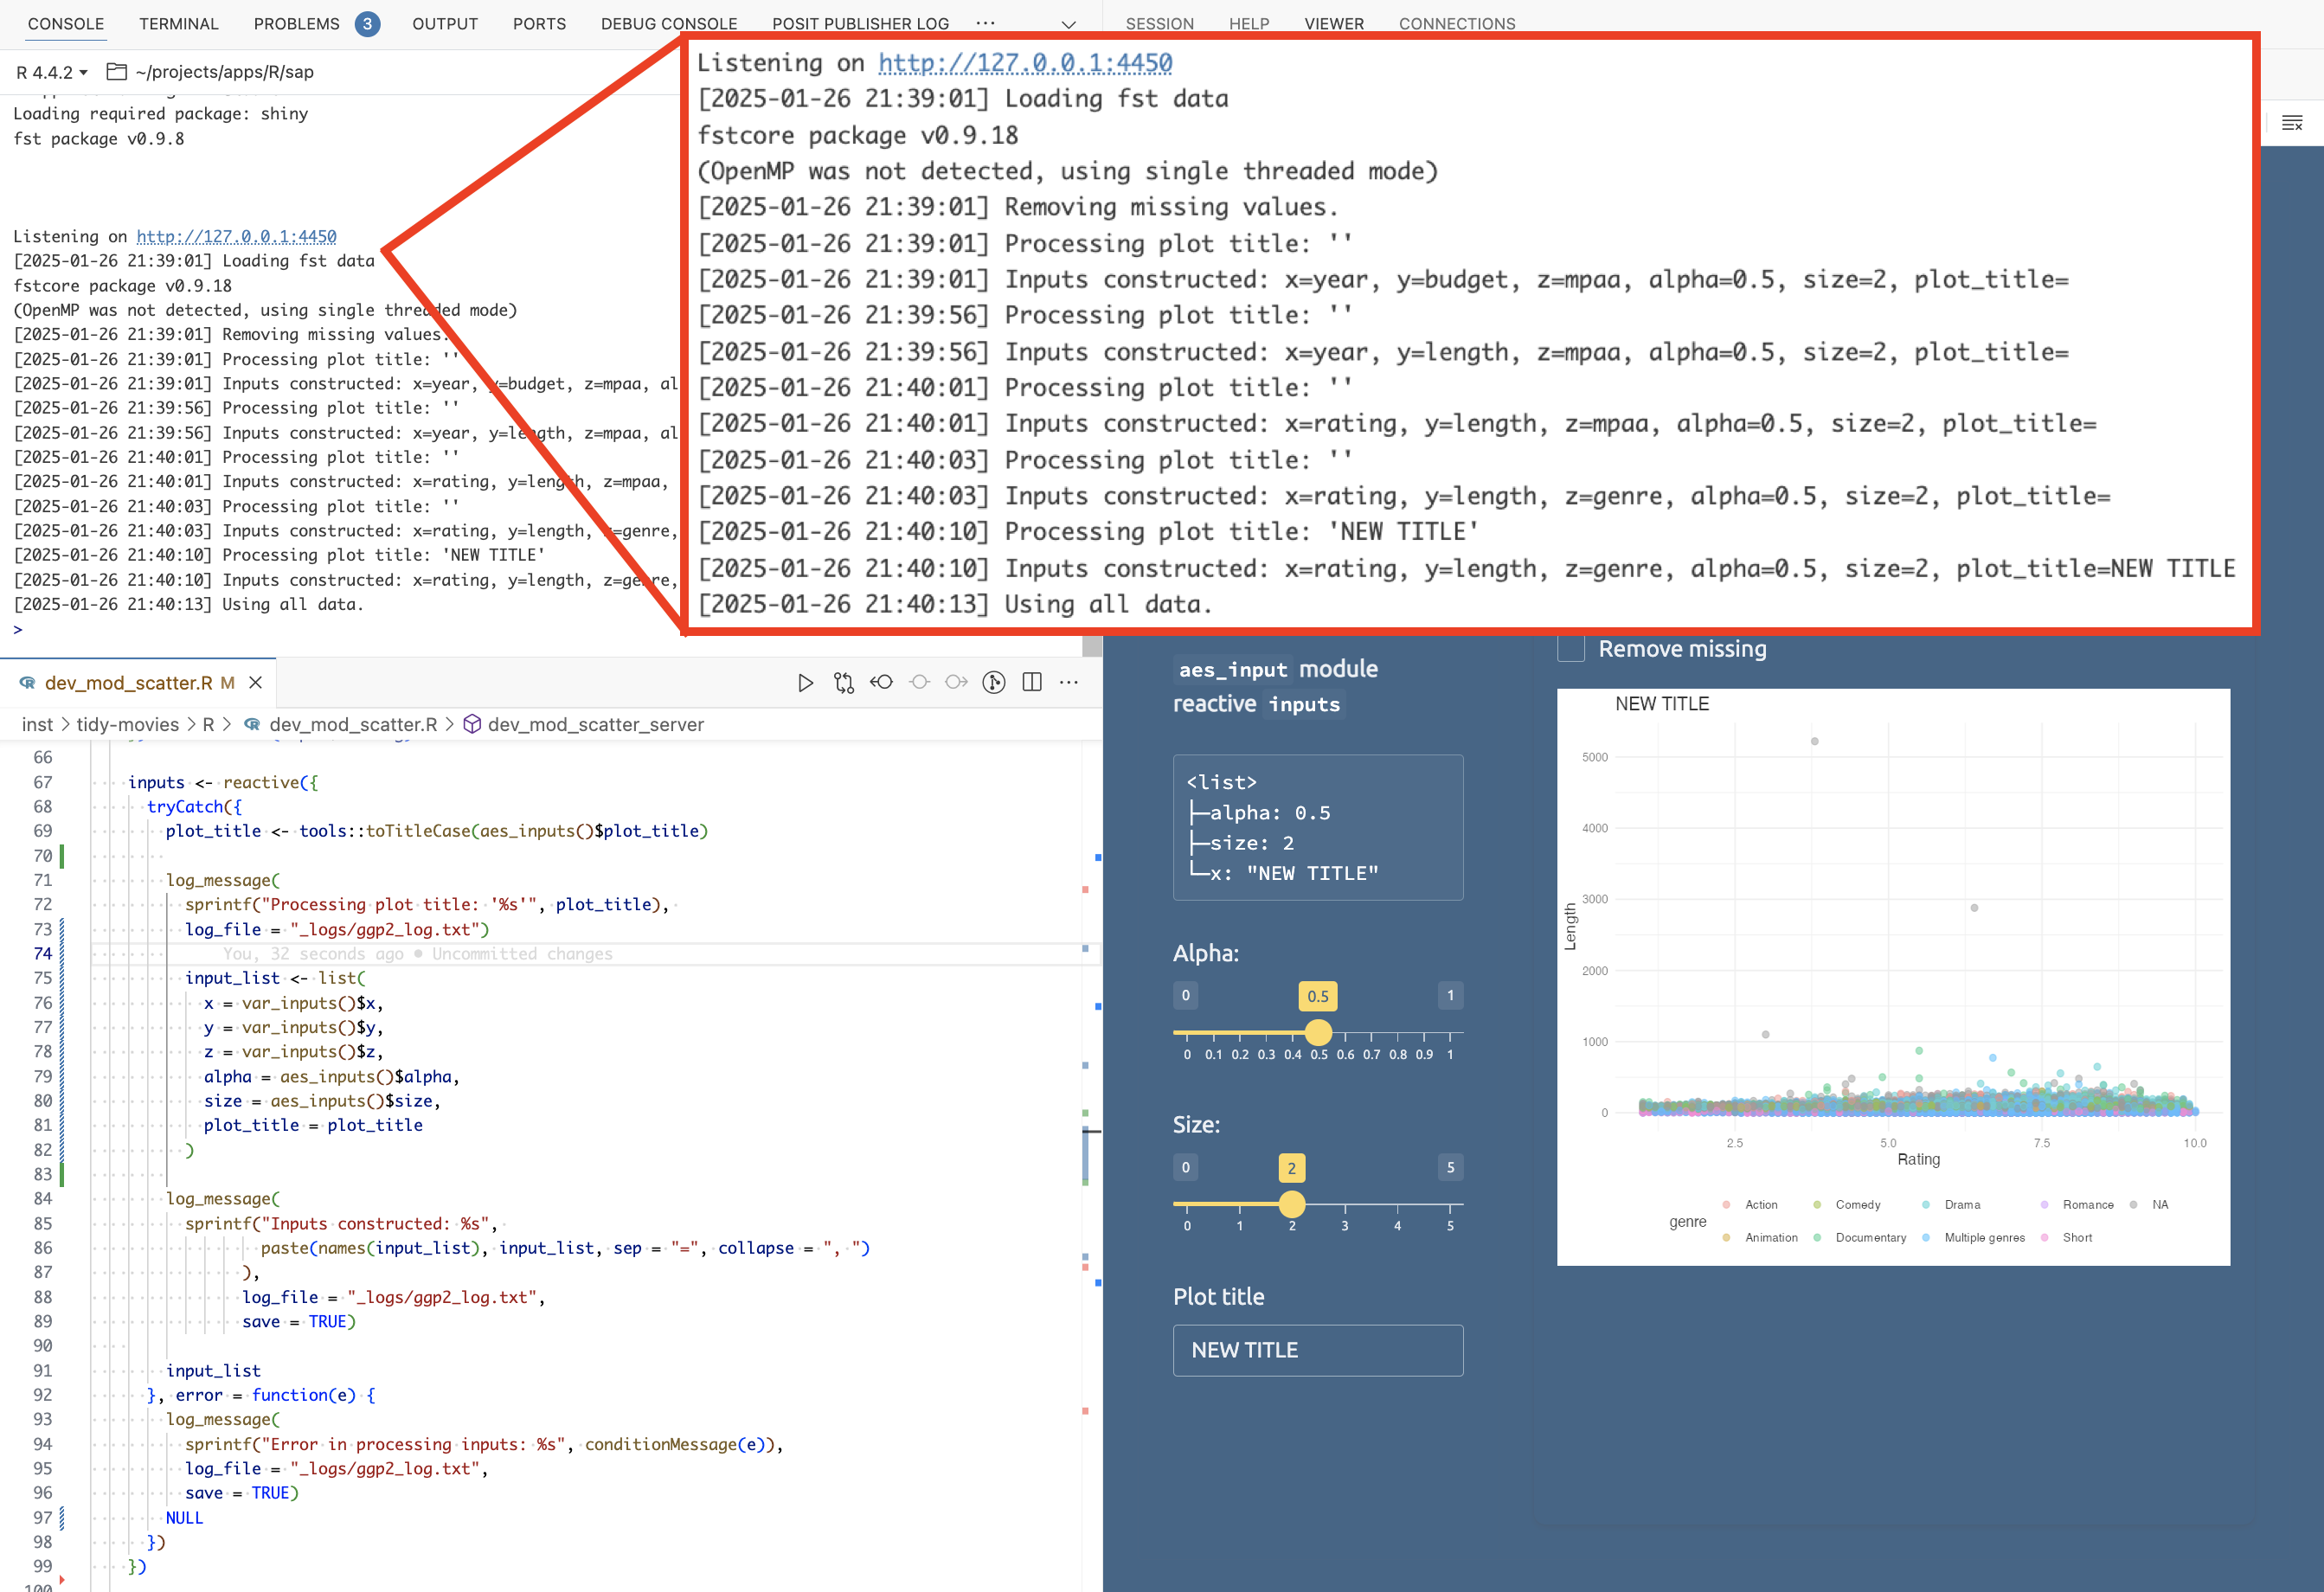 CONSOLE TERMINAL PROBLEMS 3 OUTPUT PORTS DEBUG CONSOLE POSIT PUBLISHER LOG ···
SESSION HELP VIEWER CONNECTIONS
R 4.4.2 ~/projects/apps/R/sap
Loading required package: shiny
fst package v0.9.8
Listening on http://127.0.0.1:4450
[2025-01-26 21:39:01] Loading fst data
fstcore package v0.9.18
(OpenMP was not detected, using single threaded mode)
[2025-01-26 21:39:01] Removing missing values.
[2025-01-26 21:39:01] Processing plot title: ''
[2025-01-26 21:39:01] Inputs constructed: x=year, y=budget, z=mpaa, al
[2025-01-26 21:39:56] Processing plot title: ''
[2025-01-26 21:39:56] Inputs constructed: x=year, y=length, z=mpaa, al
[2025-01-26 21:40:01] Processing plot title: ''
[2025-01-26 21:40:01] Inputs constructed: x=rating, y=length, z=mpaa,
[2025-01-26 21:40:03] Processing plot title: ''
[2025-01-26 21:40:03] Inputs constructed: x=rating, y=length, z=genre,
[2025-01-26 21:40:10] Processing plot title: 'NEW TITLE'
[2025-01-26 21:40:10] Inputs constructed: x=rating, y=length, z=genre,
[2025-01-26 21:40:13] Using all data.
>
Listening on http://127.0.0.1:4450
[2025-01-26 21:39:01] Loading fst data
fstcore package v0.9.18
(OpenMP was not detected, using single threaded mode)
[2025-01-26 21:39:01] Removing missing values.
[2025-01-26 21:39:01] Processing plot title: ''
[2025-01-26 21:39:01] Inputs constructed: x=year, y=budget, z=mpaa, alpha=0.5, size=2, plot_title=
[2025-01-26 21:39:56] Processing plot title: ''
[2025-01-26 21:39:56] Inputs constructed: x=year, y=length, z=mpaa, alpha=0.5, size=2, plot_title=
[2025-01-26 21:40:01] Processing plot title: ''
[2025-01-26 21:40:01] Inputs constructed: x=rating, y=length, z=mpaa, alpha=0.5, size=2, plot_title=
[2025-01-26 21:40:03] Processing plot title: ''
[2025-01-26 21:40:03] Inputs constructed: x=rating, y=length, z=genre, alpha=0.5, size=2, plot_title=
[2025-01-26 21:40:10] Processing plot title: 'NEW TITLE'
[2025-01-26 21:40:10] Inputs constructed: x=rating, y=length, z=genre, alpha=0.5, size=2, plot_title=NEW TITLE
[2025-01-26 21:40:13] Using all data.
dev_mod_scatter.R M
inst > tidy-movies > R > dev_mod_scatter.R > dev_mod_scatter_server
66
67 inputs <- reactive({
68 tryCatch({
69 plot_title <- tools::toTitleCase(aes_inputs()$plot_title)
70
71 log_message(
72 sprintf("Processing plot title: '%s'", plot_title),
73 log_file = "_logs/ggp2_log.txt")
74 You, 32 seconds ago • Uncommitted changes
75 input_list <- list(
76 x = var_inputs()$x,
77 y = var_inputs()$y,
78 z = var_inputs()$z,
79 alpha = aes_inputs()$alpha,
80 size = aes_inputs()$size,
81 plot_title = plot_title
82 )
83
84 log_message(
85 sprintf("Inputs constructed: %s",
86 paste(names(input_list), input_list, sep = "=", collapse = ", ")
87 ),
88 log_file = "_logs/ggp2_log.txt",
89 save = TRUE)
90
91 input_list
92 }, error = function(e) {
93 log_message(
94 sprintf("Error in processing inputs: %s", conditionMessage(e)),
95 log_file = "_logs/ggp2_log.txt",
96 save = TRUE)
97 NULL
98 })
99 })
100
aes_input module
reactive inputs
<list>
├─alpha: 0.5
├─size: 2
└─x: "NEW TITLE"
Alpha:
0 0.5 1
0 0.1 0.2 0.3 0.4 0.5 0.6 0.7 0.8 0.9 1
Size:
0 2 5
0 1 2 3 4 5
Plot title
NEW TITLE
Remove missing
NEW TITLE
5000
4000
3000
2000
1000
0
Length
2.5 5.0 7.5 10.0
Rating
genre
Action Comedy Drama Romance NA
Animation Documentary Multiple genres Short